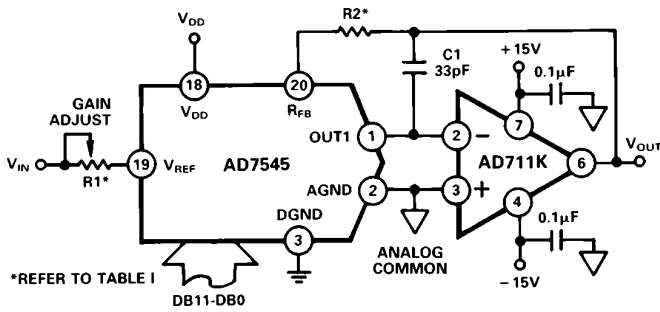 R2*
V_DD
C1
33pF
+15V
0.1µF
18
20
V_DD
R_FB
GAIN
ADJUST
7
OUT1
1
2
−
V_OUT
V_IN
19
V_REF
AD7545
AD711K
6
R1*
AGND
2
3
+
4
DGND
3
ANALOG
COMMON
0.1µF
*REFER TO TABLE I
DB11-DB0
−15V